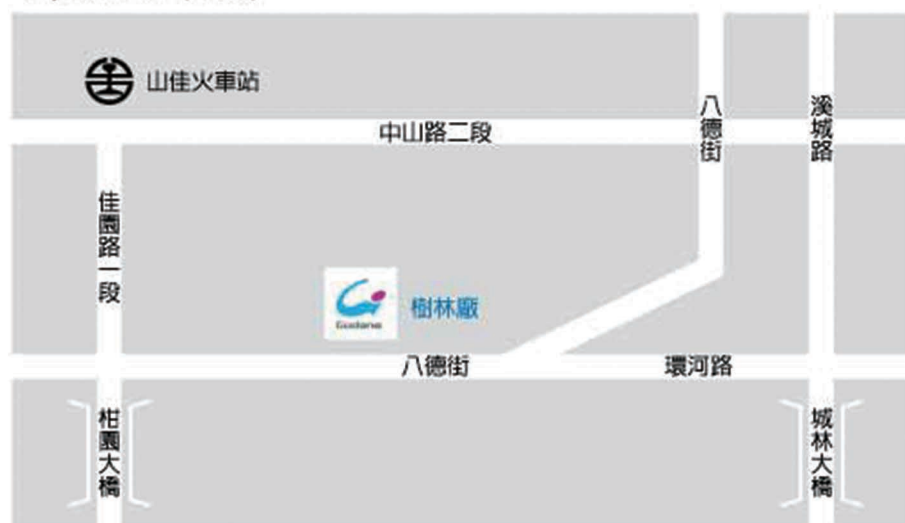 山佳火車站
中山路二段
八德街
溪城路
佳園路一段
樹林廠
八德街
環河路
柑園大橋
城林大橋